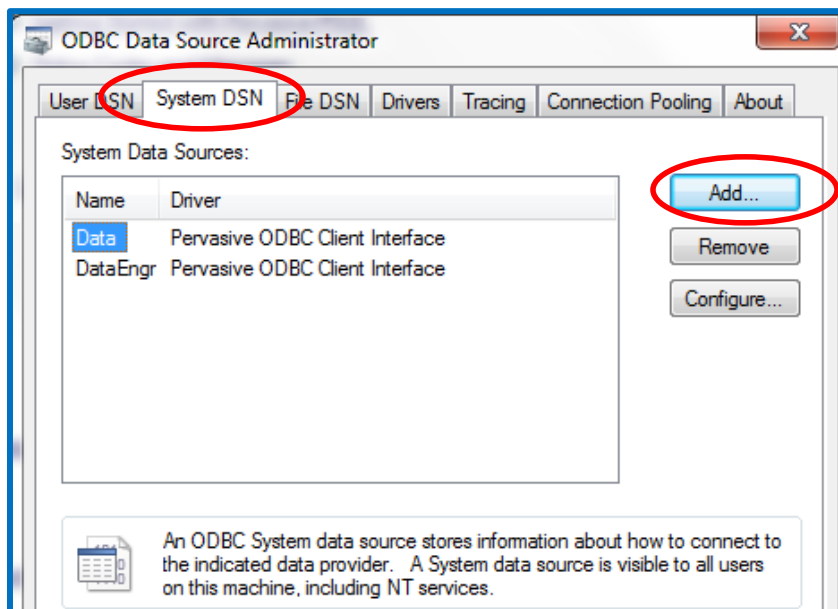 ODBC Data Source Administrator
User DSN System DSN File DSN Drivers Tracing Connection Pooling About
System Data Sources:
Name Driver
Data Pervasive ODBC Client Interface
DataEngr Pervasive ODBC Client Interface
Add...
Remove
Configure...
An ODBC System data source stores information about how to connect to
the indicated data provider. A System data source is visible to all users
on this machine, including NT services.